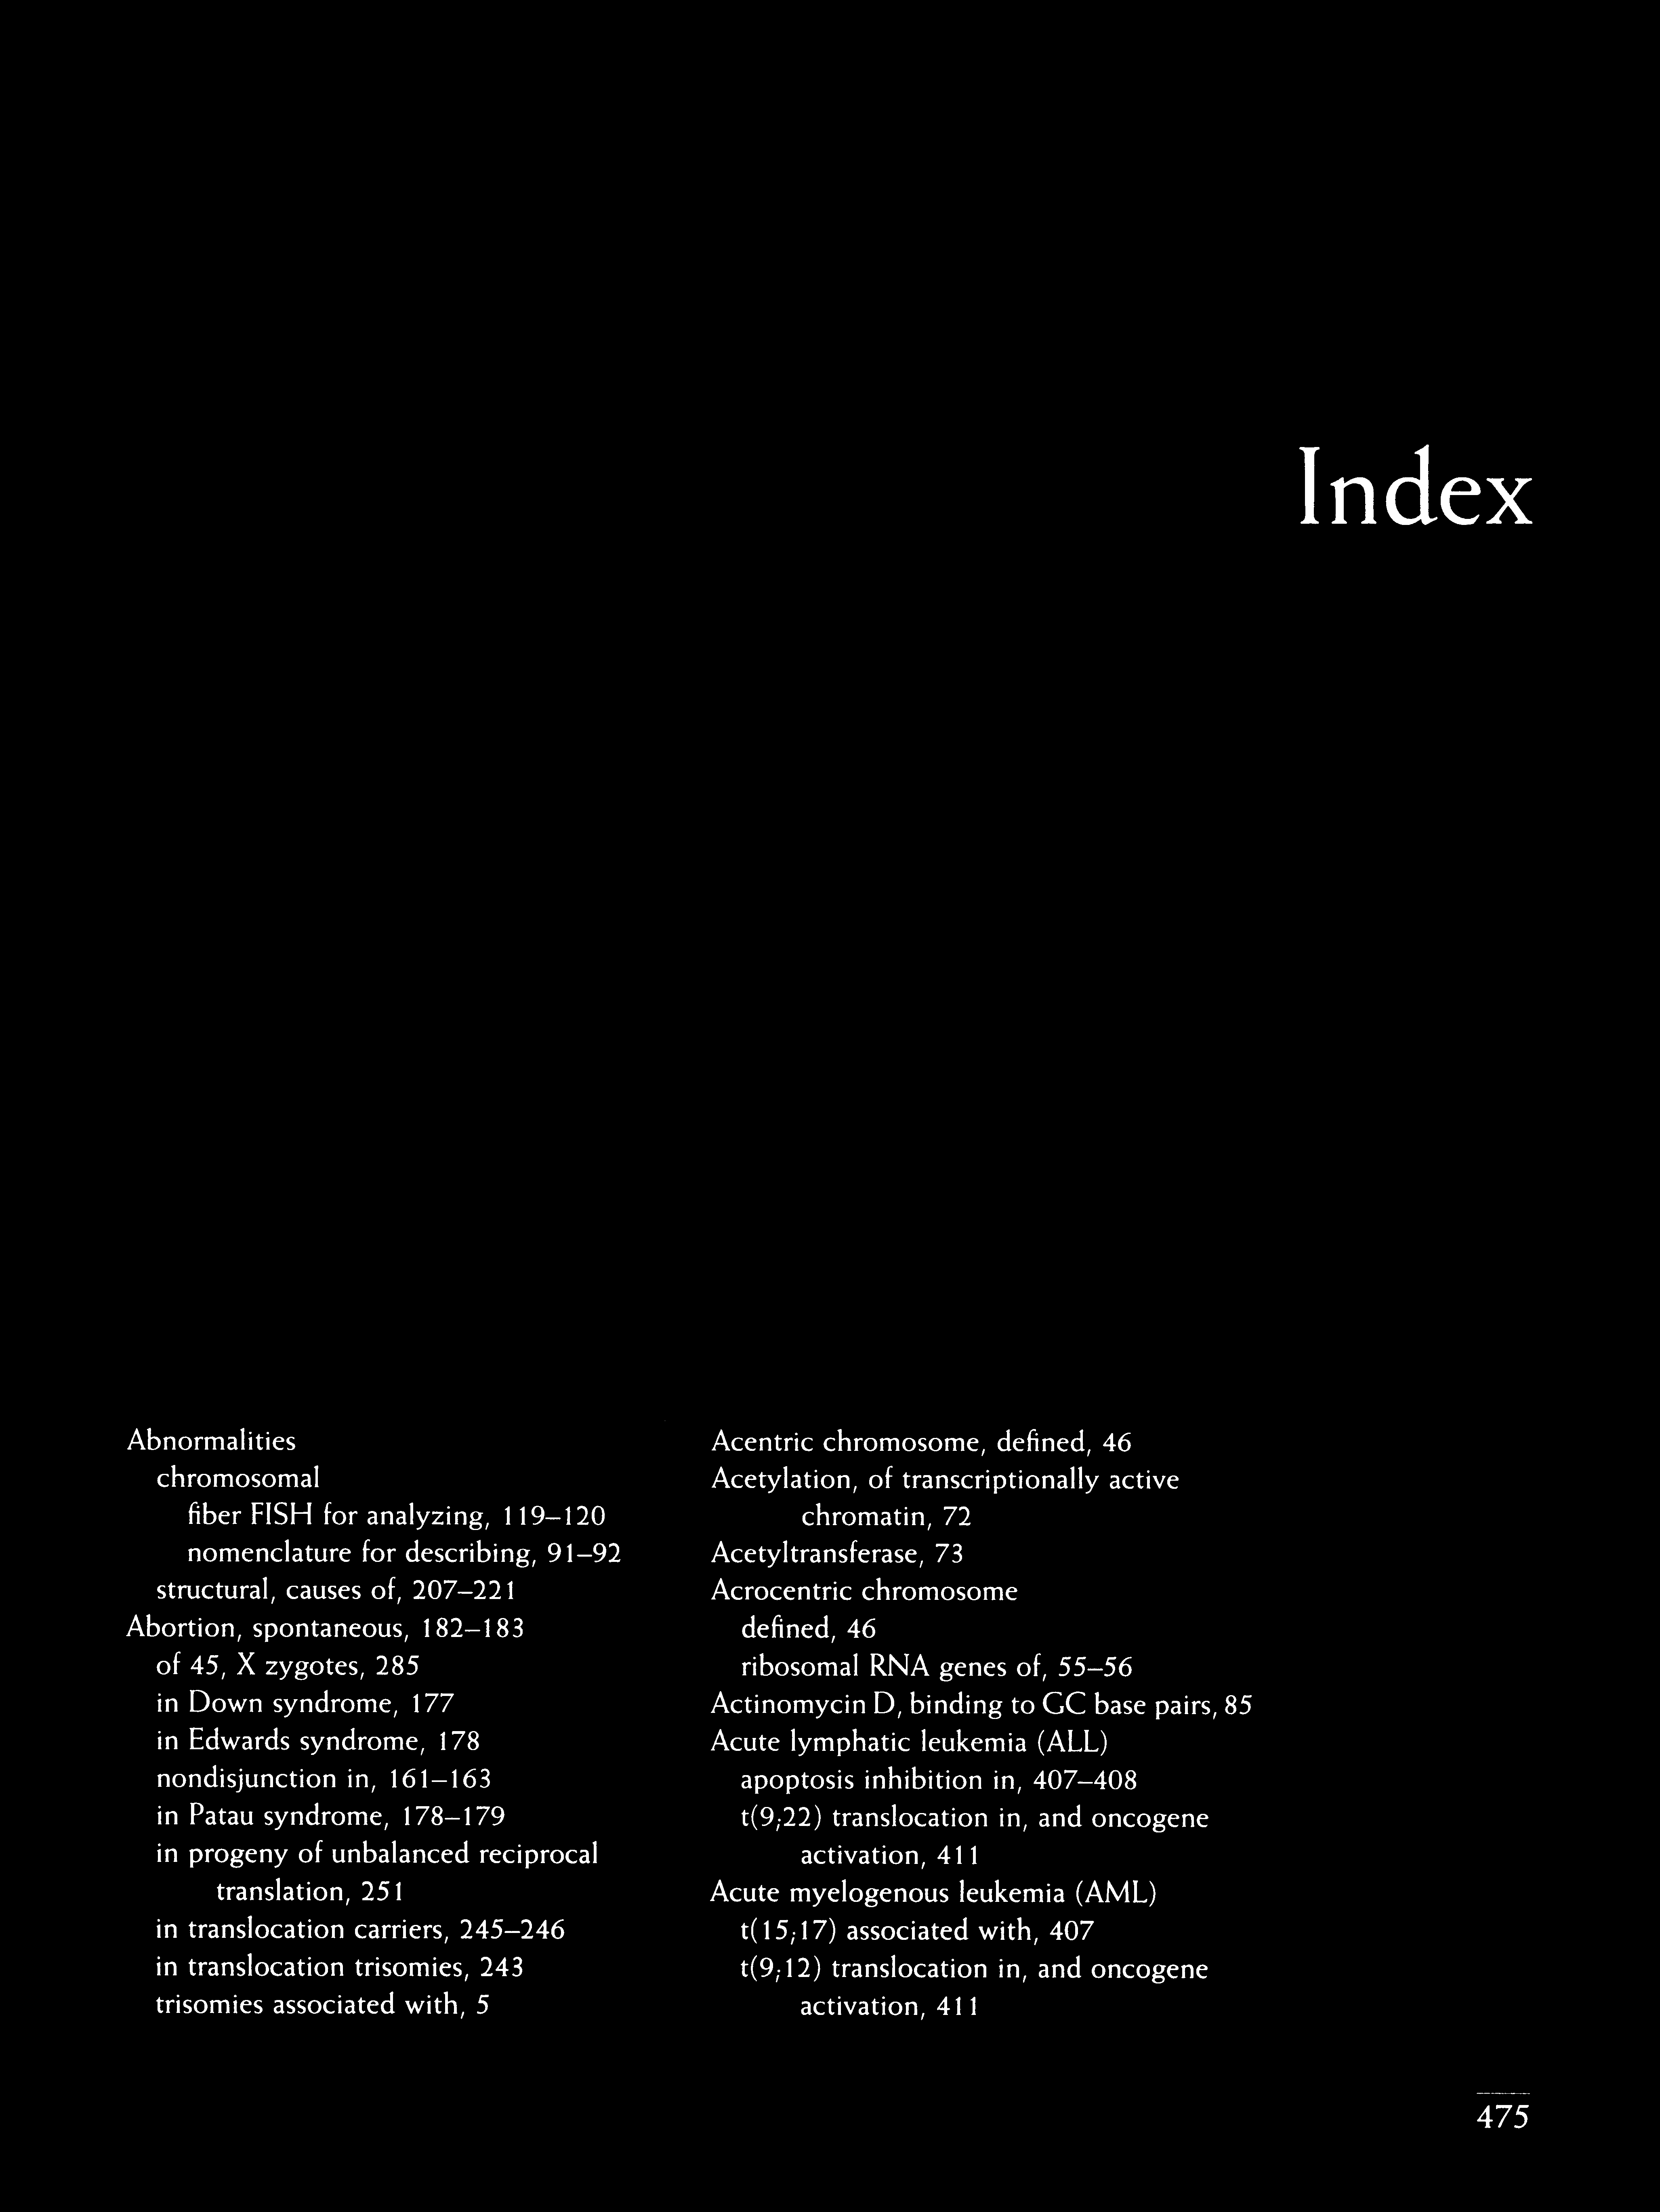 Index
Abnormalities
chromosomal
fiber FISH for analyzing, 119–120
nomenclature for describing, 91–92
structural, causes of, 207–221
Abortion, spontaneous, 182–183
of 45, X zygotes, 285
in Down syndrome, 177
in Edwards syndrome, 178
nondisjunction in, 161–163
in Patau syndrome, 178–179
in progeny of unbalanced reciprocal
translation, 251
in translocation carriers, 245–246
in translocation trisomies, 243
trisomies associated with, 5
Acentric chromosome, defined, 46
Acetylation, of transcriptionally active
chromatin, 72
Acetyltransferase, 73
Acrocentric chromosome
defined, 46
ribosomal RNA genes of, 55–56
Actinomycin D, binding to GC base pairs, 85
Acute lymphatic leukemia (ALL)
apoptosis inhibition in, 407–408
t(9;22) translocation in, and oncogene
activation, 411
Acute myelogenous leukemia (AML)
t(15;17) associated with, 407
t(9;12) translocation in, and oncogene
activation, 411
475